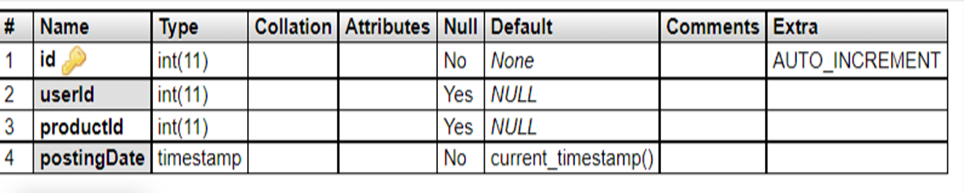 # Name Type Collation Attributes Null Default Comments Extra
1 id int(11) No None AUTO_INCREMENT
2 userId int(11) Yes NULL
3 productId int(11) Yes NULL
4 postingDate timestamp No current_timestamp()